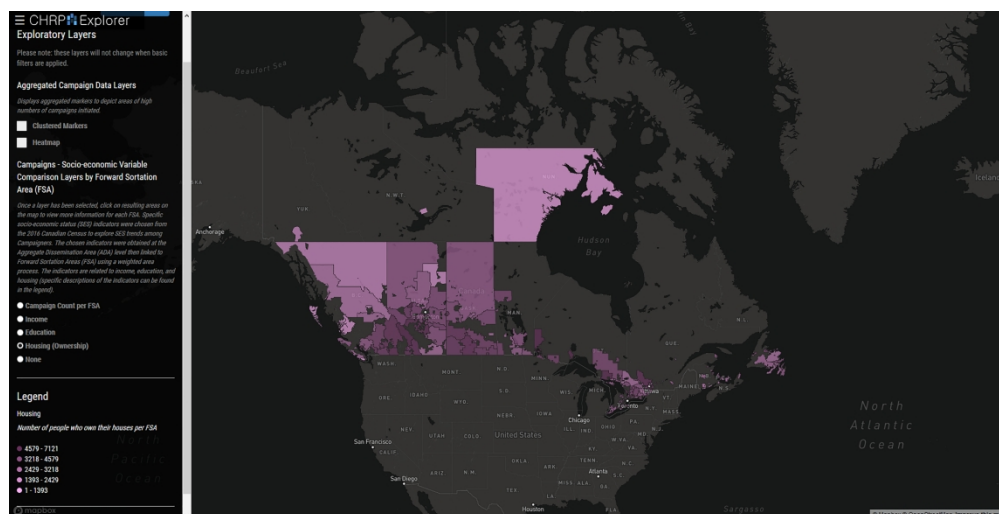 CHRP Explorer
Exploratory Layers
Please note: these layers will not change when basic
filters are applied.
Aggregated Campaign Data Layers
Displays aggregated markers to depict areas of high
numbers of campaigns initiated.
Clustered Markers
Heatmap
Campaigns - Socio-economic Variable
Comparison Layers by Forward Sortation
Area (FSA)
Once a layer has been selected, click on resulting areas on
the map to view more information for each FSA. Specific
socio-economic status (SES) indicators were chosen from
the 2016 Canadian Census to explore SES trends among
Campaigners. The chosen indicators were obtained at the
Aggregate Dissemination Area (ADA) level then linked to
Forward Sortation Areas (FSA) using a weighted area
process. The indicators are related to income, education, and
housing (specific descriptions of the indicators can be found
in the legend).
Campaign Count per FSA
Income
Education
Housing (Ownership)
None
Legend
Housing
Number of people who own their houses per FSA
4579 - 7121
3218 - 4579
2429 - 3218
1393 - 2429
1 - 1393
mapbox
Beaufort Sea
Anchorage
YUK.
N.W.T.
Iceland
Hudson
Bay
Canada
MAN.
QUE.
N.L.
WASH.
MONT.
N.D.
MINN.
ORE.
IDAHO
WYO.
S.D.
WIS.
MICH.
Ottawa
Toronto
MAINE
N.S.
VT.
N.Y.
MASS.
NEBR.
IOWA
Chicago
ILL.
IND.
OHIO
PA.
MD.
N.J.
NEV.
UTAH
COLO.
United States
KY.
W.VA.
VA.
San Francisco
CALIF.
OKLA.
ARK.
TENN.
N.C.
ARIZ.
N.M.
Atlanta
S.C.
San Diego
MISS.
ALA.
GA.
TEX.
LA.
Houston
FLA.
North
Pacific
Ocean
North
Atlantic
Ocean
Sargasso